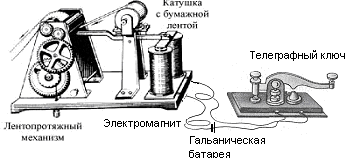 Катушка
с бумажной
лентой
Телеграфный ключ
Лентопротяжный
механизм
Электромагнит
Гальваническая
батарея